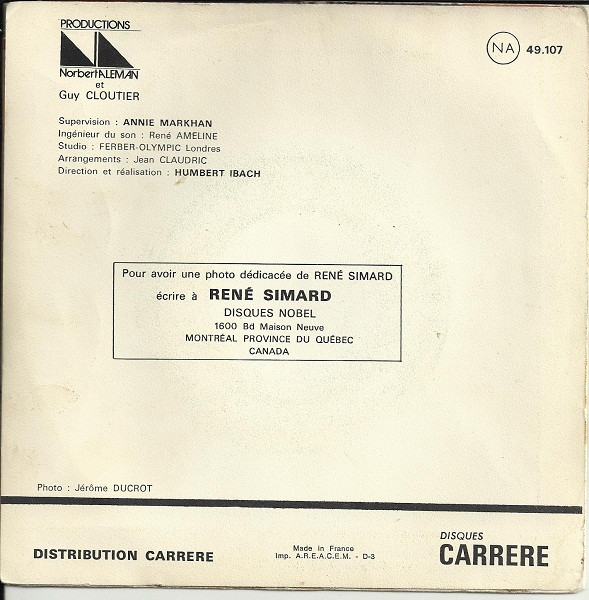 PRODUCTIONS
NA
Norbert ALEMAN
et
Guy CLOUTIER
NA 49.107
Supervision : ANNIE MARKHAN
Ingénieur du son : René AMELINE
Studio : FERBER-OLYMPIC Londres
Arrangements : Jean CLAUDRIC
Direction et réalisation : HUMBERT IBACH
Pour avoir une photo dédicacée de RENÉ SIMARD
écrire à RENÉ SIMARD
DISQUES NOBEL
1600 Bd Maison Neuve
MONTRÉAL PROVINCE DU QUÉBEC
CANADA
Photo : Jérôme DUCROT
DISTRIBUTION CARRERE
Made in France
Imp. A.R.E.A.C.E.M. - D-3
DISQUES
CARRERE